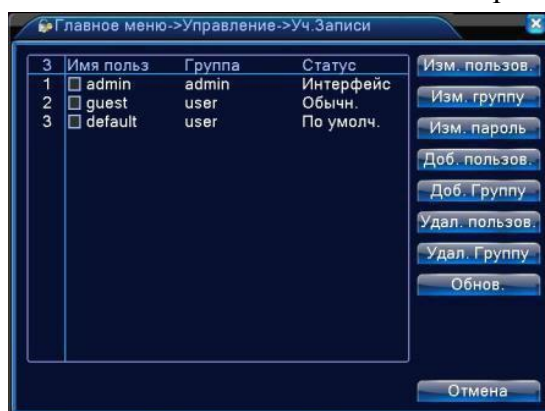 Главное меню->Управление->Уч.Записи
3 Имя польз Группа Статус
1 admin admin Интерфейс
2 guest user Обычн.
3 default user По умолч.
Изм. пользов.
Изм. группу
Изм. пароль
Доб. пользов.
Доб. Группу
Удал. пользов.
Удал. Группу
Обнов.
Отмена